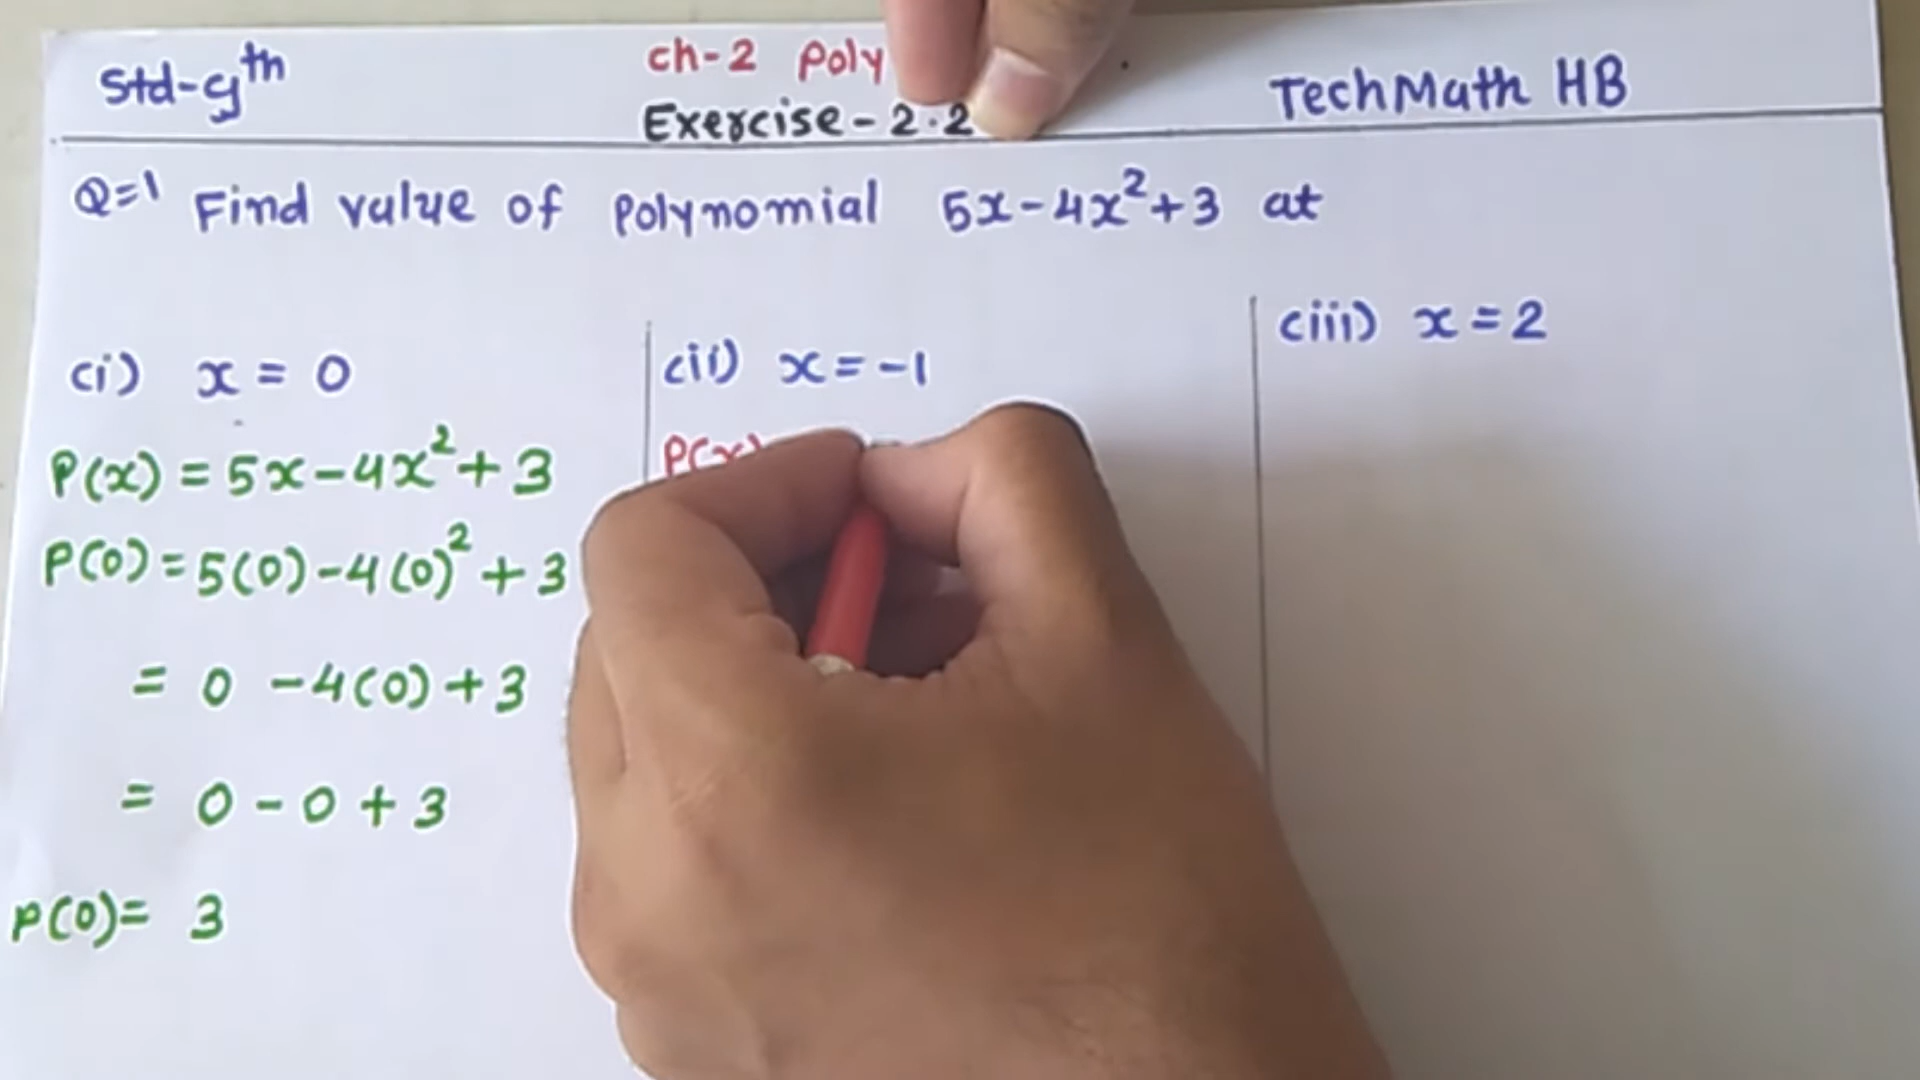 Std-9th
Ch-2 Poly
Exercise-2.2
TechMath HB
Q=1 Find value of Polynomial 5x-4x²+3 at
(i) x = 0
P(x) = 5x-4x²+3
P(0) = 5(0)-4(0)²+3
= 0 -4(0)+3
= 0-0+3
P(0)= 3
(ii) x = -1
P(x)
(iii) x = 2